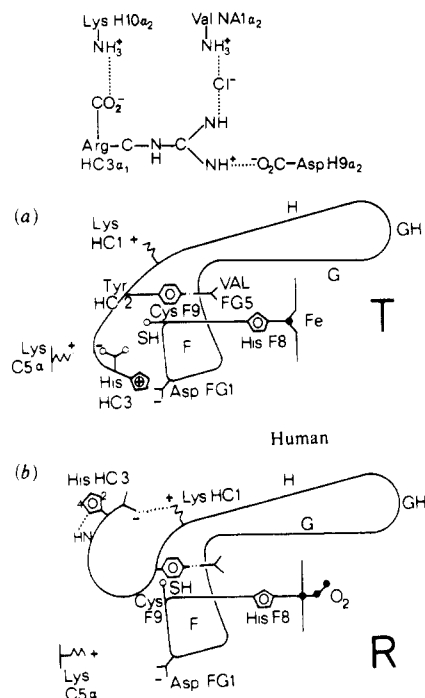 Lys H10α₂
Val NA1α₂
NH₃⁺
NH₃⁺
CO₂⁻
Cl⁻
NH
Arg—C—N—C
H
HC3α₁
NH⁺ ⁻O₂C—Asp H9α₂
(a)
Lys
HC1 +
H
GH
G
Tyr
HC2
VAL
FG5
Cys F9
SH
F
His F8
Fe
T
Lys
C5α
+
−
His
HC3
+
− Asp FG1
Human
(b)
His HC3
4 2
HN
−
+ Lys HC1
H
GH
G
SH
Cys
F9
F
His F8
O₂
R
+
Lys
C5α
− Asp FG1